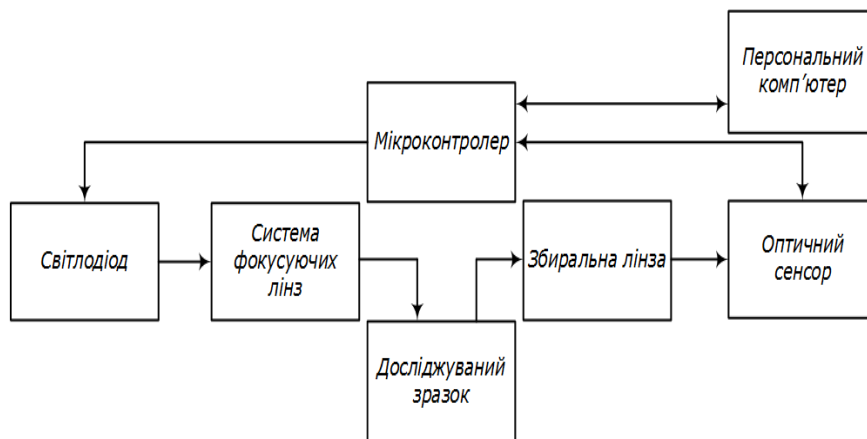 Персональний
комп’ютер
Мікроконтролер
Світлодіод
Система
фокусуючих
лінз
Збиральна лінза
Оптичний
сенсор
Досліджуваний
зразок